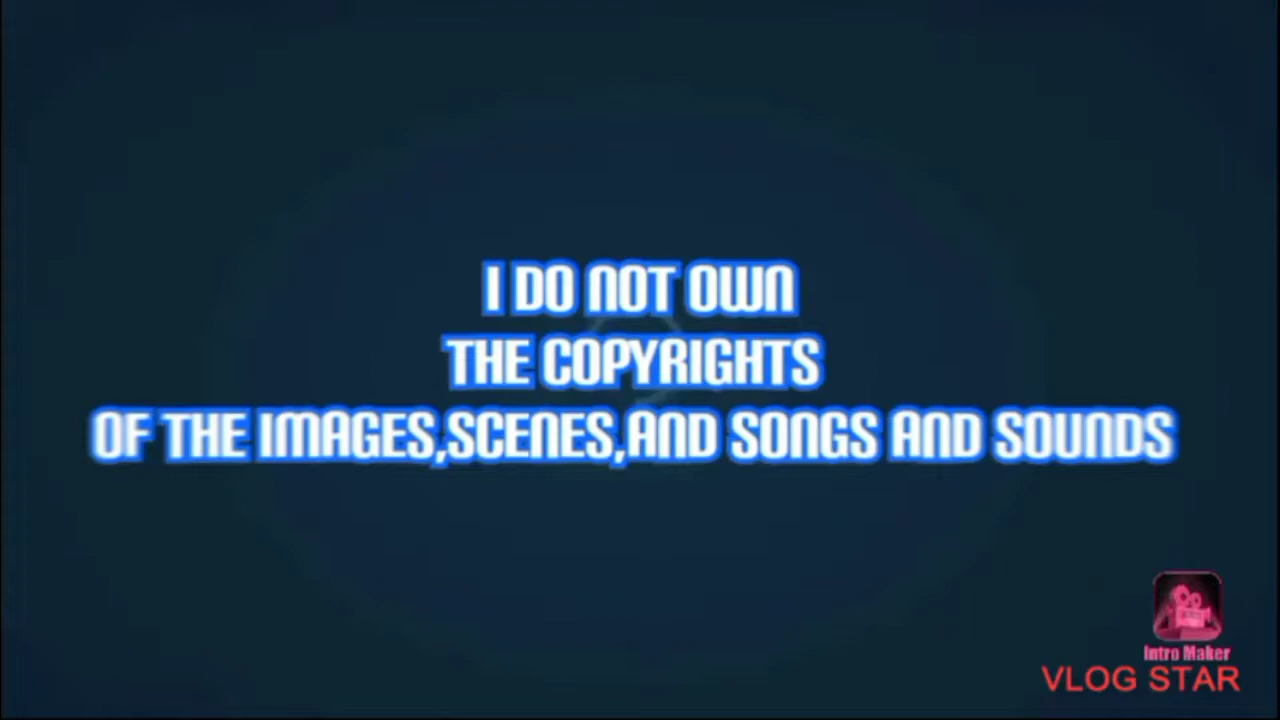 I DO NOT OWN
THE COPYRIGHTS
OF THE IMAGES,SCENES,AND SONGS AND SOUNDS
Intro Maker
VLOG STAR